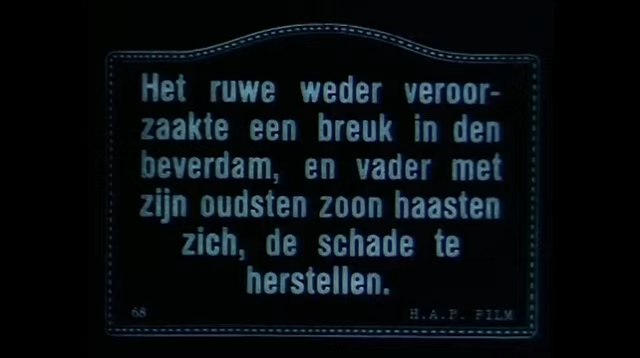 Het ruwe weder veroor-
zaakte een breuk in den
beverdam, en vader met
zijn oudsten zoon haasten
zich, de schade te
herstellen.
68 H.A.P. FILM